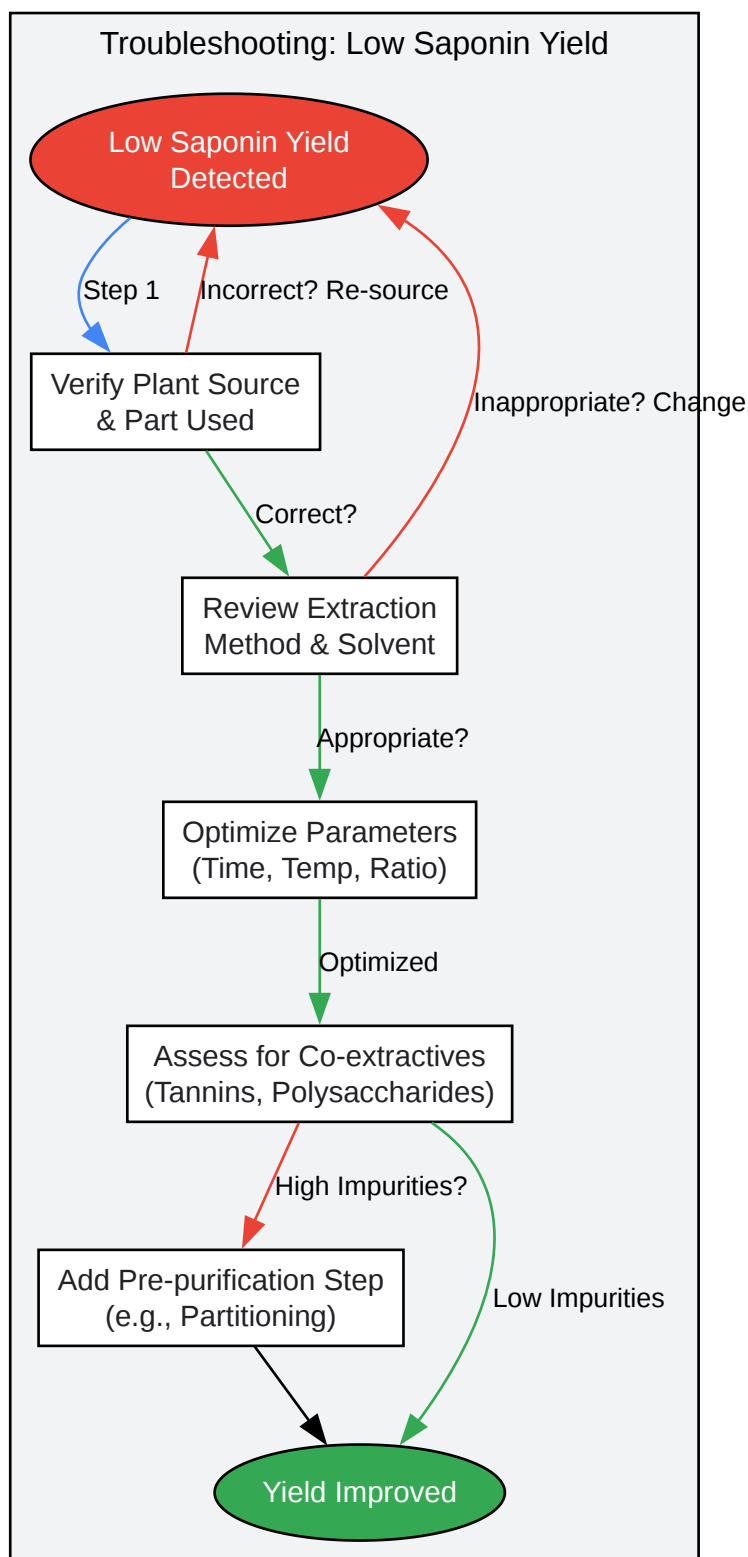 Troubleshooting: Low Saponin Yield
Low Saponin Yield
Detected
Step 1
Incorrect? Re-source
Verify Plant Source
& Part Used
Inappropriate? Change
Correct?
Review Extraction
Method & Solvent
Appropriate?
Optimize Parameters
(Time, Temp, Ratio)
Optimized
Assess for Co-extractives
(Tannins, Polysaccharides)
High Impurities?
Add Pre-purification Step
(e.g., Partitioning)
Low Impurities
Yield Improved